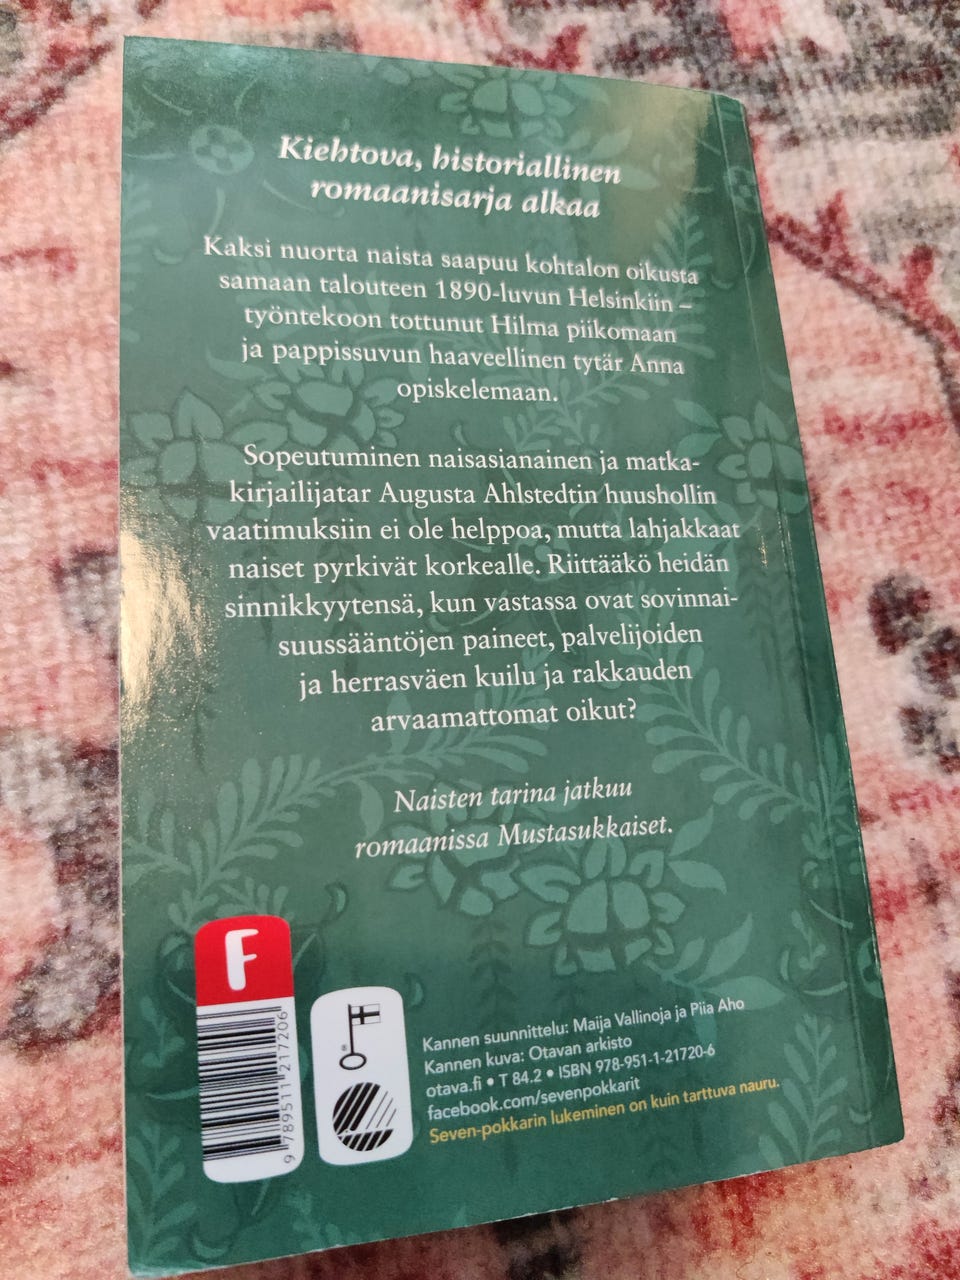 Kiehtova, historiallinen
romaanisarja alkaa
Kaksi nuorta naista saapuu kohtalon oikusta
samaan talouteen 1890-luvun Helsinkiin –
työntekoon tottunut Hilma piikomaan
ja pappissuvun haaveellinen tytär Anna
opiskelemaan.
Sopeutuminen naisasianainen ja matka-
kirjailijatar Augusta Ahlstedtin huushollin
vaatimuksiin ei ole helppoa, mutta lahjakkaat
naiset pyrkivät korkealle. Riittääkö heidän
sinnikkyytensä, kun vastassa ovat sovinnai-
suussääntöjen paineet, palvelijoiden
ja herrasväen kuilu ja rakkauden
arvaamattomat oikut?
Naisten tarina jatkuu
romaanissa Mustasukkaiset.
F
9 789511 217206
®
Kannen suunnittelu: Maija Vallinoja ja Piia Aho
Kannen kuva: Otavan arkisto
otava.fi • T 84.2 • ISBN 978-951-1-21720-6
facebook.com/sevenpokkarit
Seven-pokkarin lukeminen on kuin tarttuva nauru.